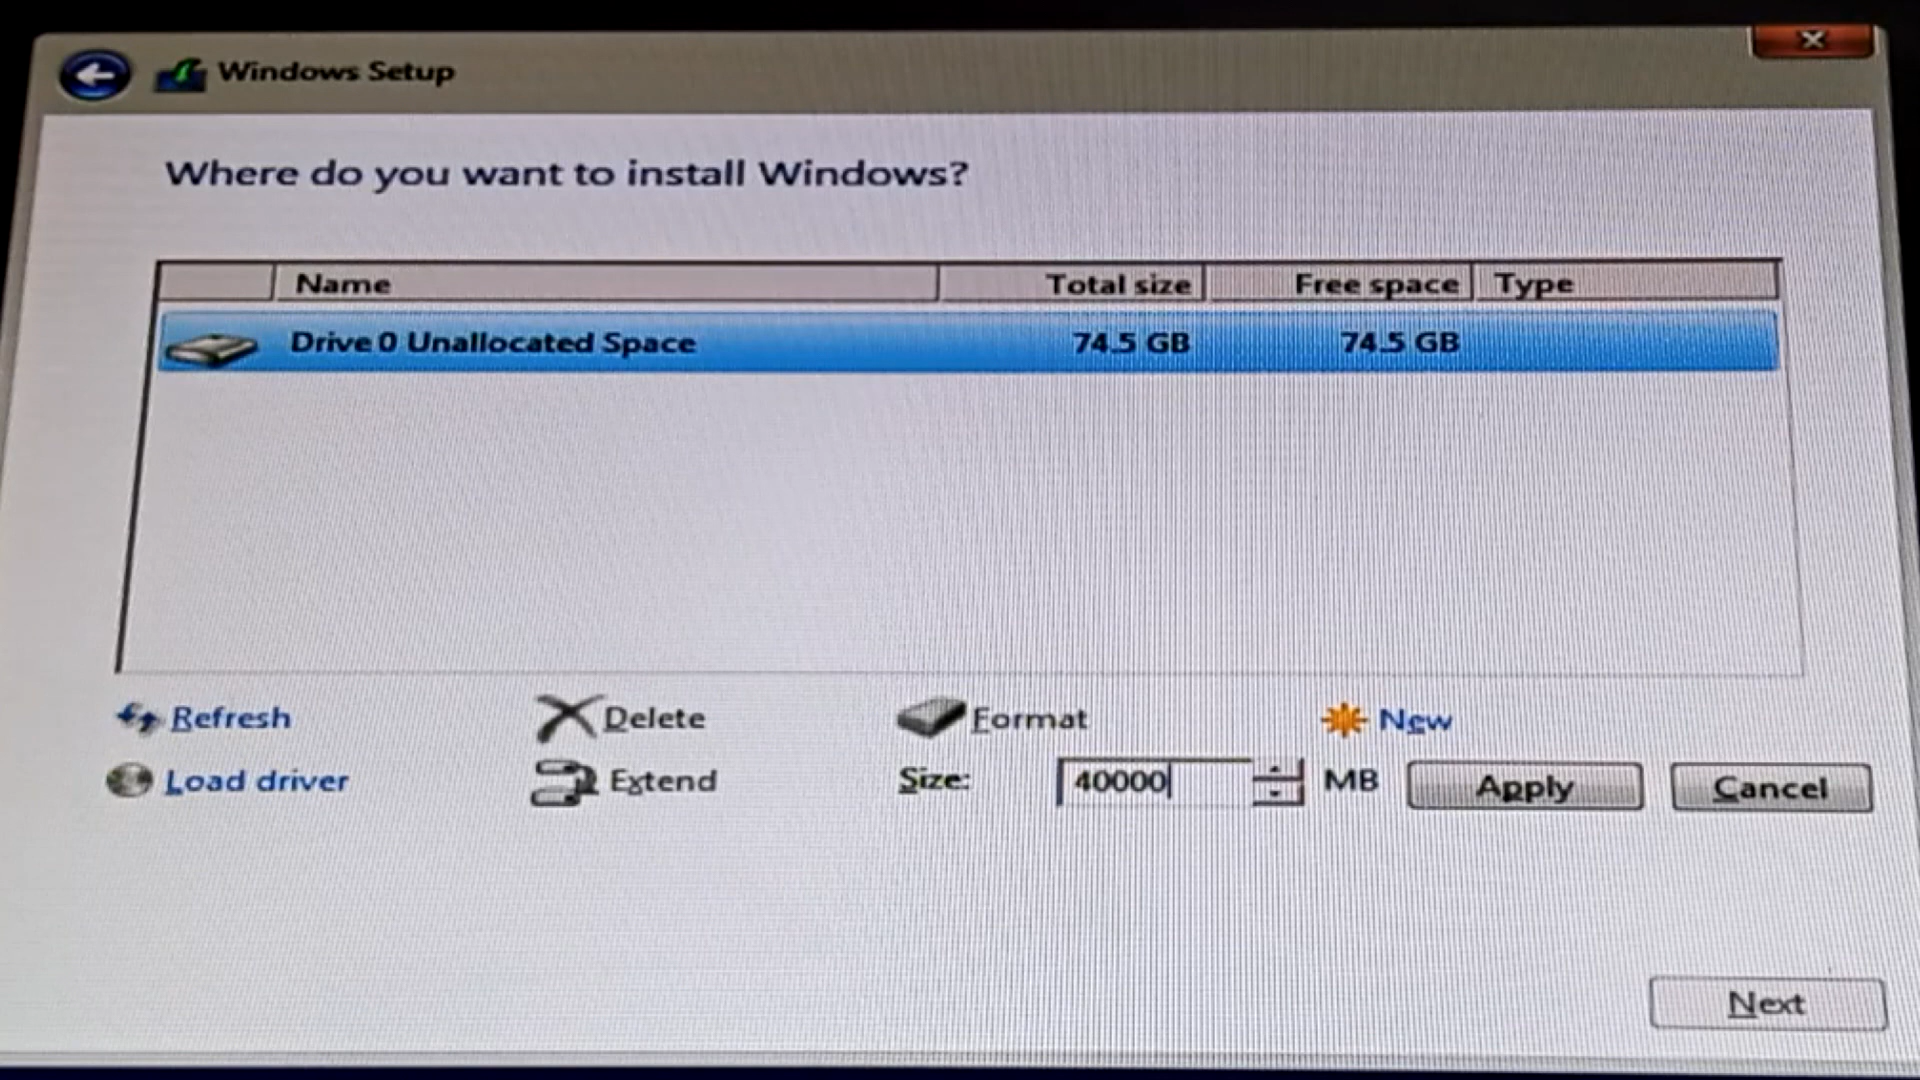 Windows Setup
Where do you want to install Windows?
Name Total size Free space Type
Drive 0 Unallocated Space 74.5 GB 74.5 GB
Refresh Delete Format New
Load driver Extend Size: 40000 MB Apply Cancel
Next